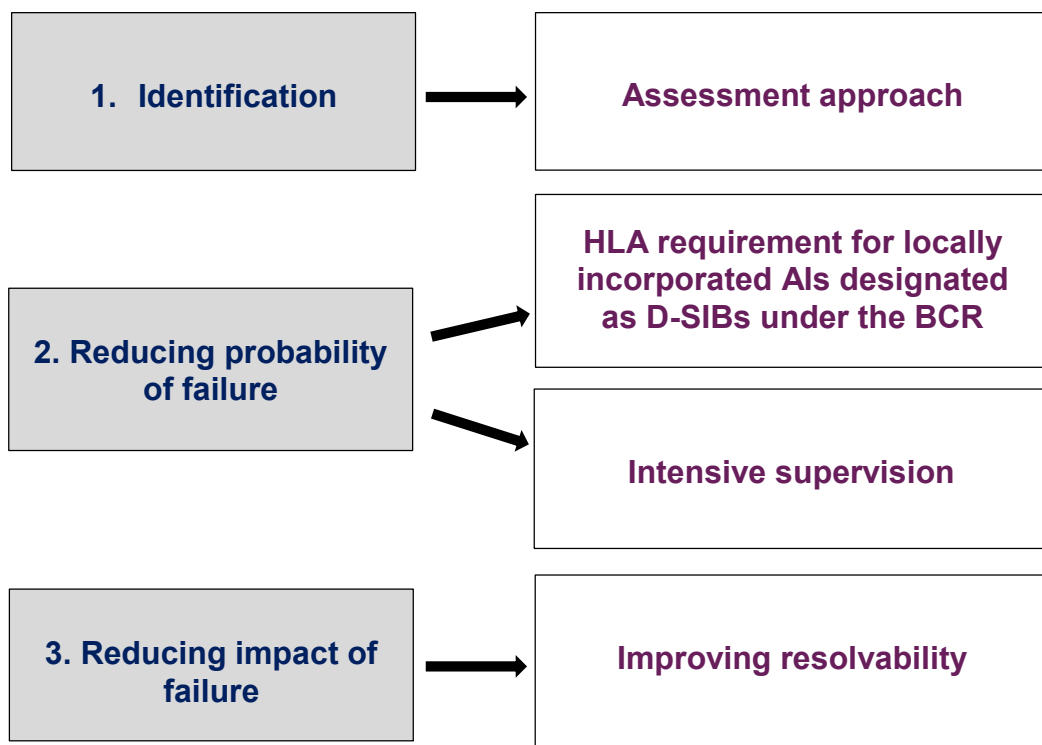 1. Identification
Assessment approach
HLA requirement for locally
incorporated AIs designated
as D-SIBs under the BCR
2. Reducing probability
of failure
Intensive supervision
3. Reducing impact of
failure
Improving resolvability